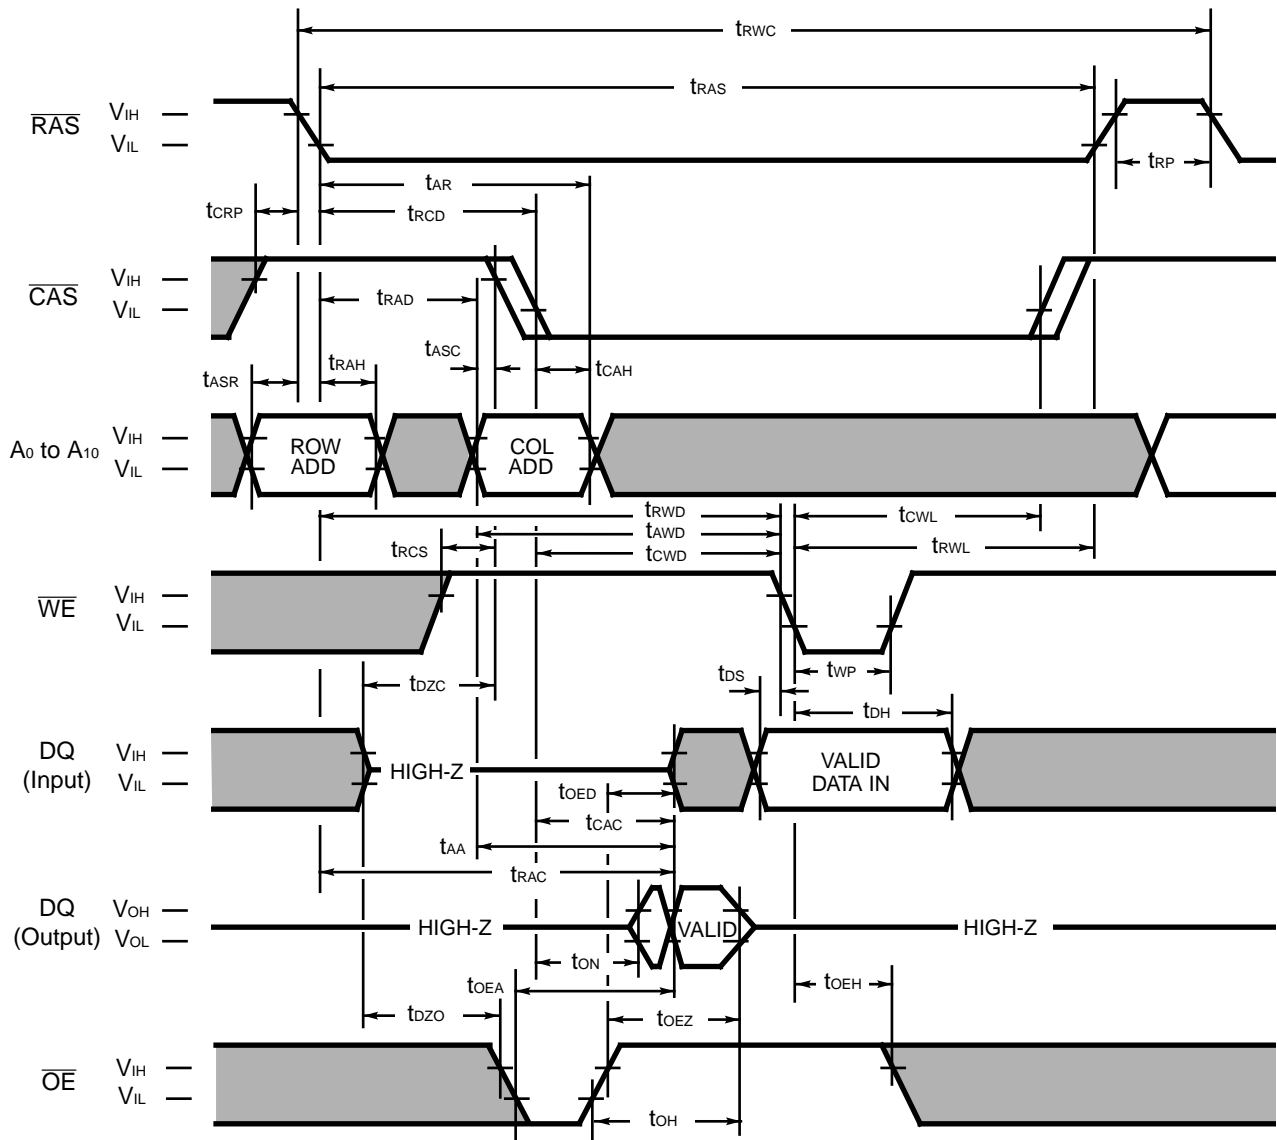 tRWC
tRAS
RAS VIH
VIL
tRP
tAR
tCRP tRCD
CAS VIH
VIL
tRAD
tASC
tRAH
tASR tCAH
A0 to A10 VIH
VIL
ROW ADD
COL ADD
tRWD
tCWL
tAWD
tRCS tCWD tRWL
WE VIH
VIL
tDZC tDS tWP
tDH
DQ (Input) VIH
VIL
HIGH-Z
VALID DATA IN
tOED
tCAC
tAA
tRAC
DQ (Output) VOH
VOL
HIGH-Z VALID HIGH-Z
tON
tOEA tOEH
tDZO tOEZ
OE VIH
VIL
tOH